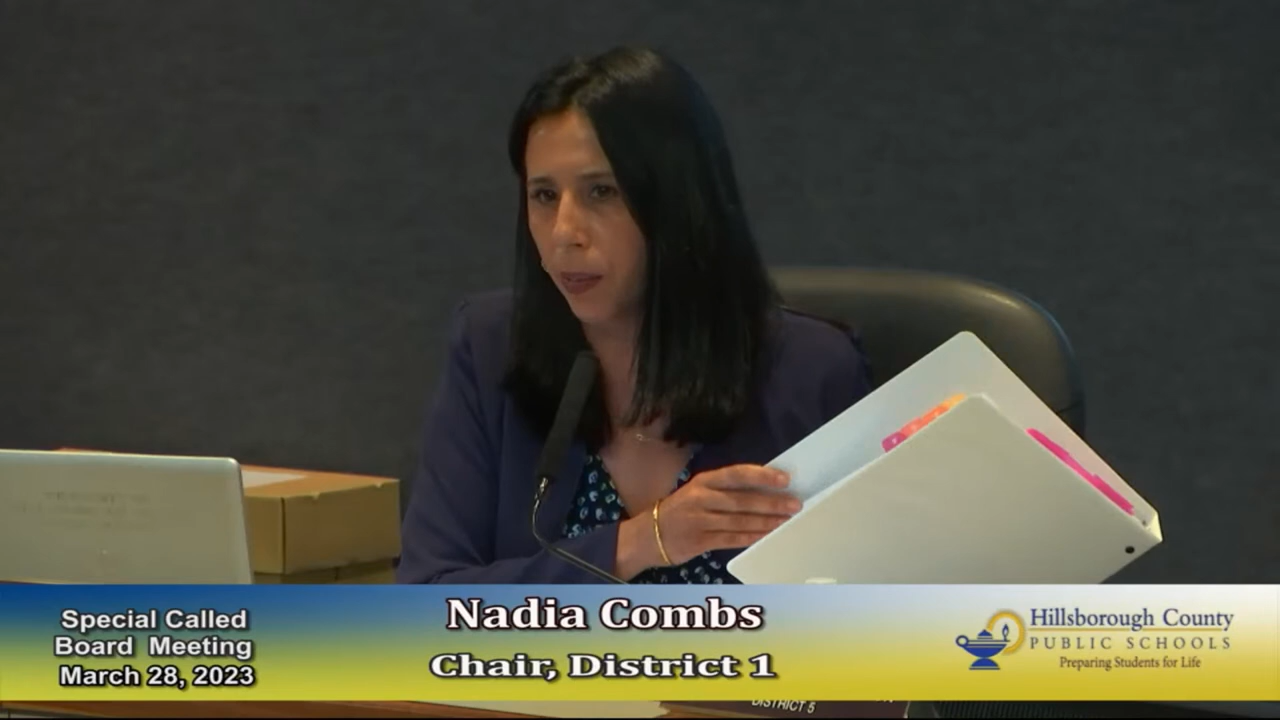 Special Called
Board Meeting
March 28, 2023
Nadia Combs
Chair, District 1
Hillsborough County
PUBLIC SCHOOLS
Preparing Students for Life
DISTRICT 5